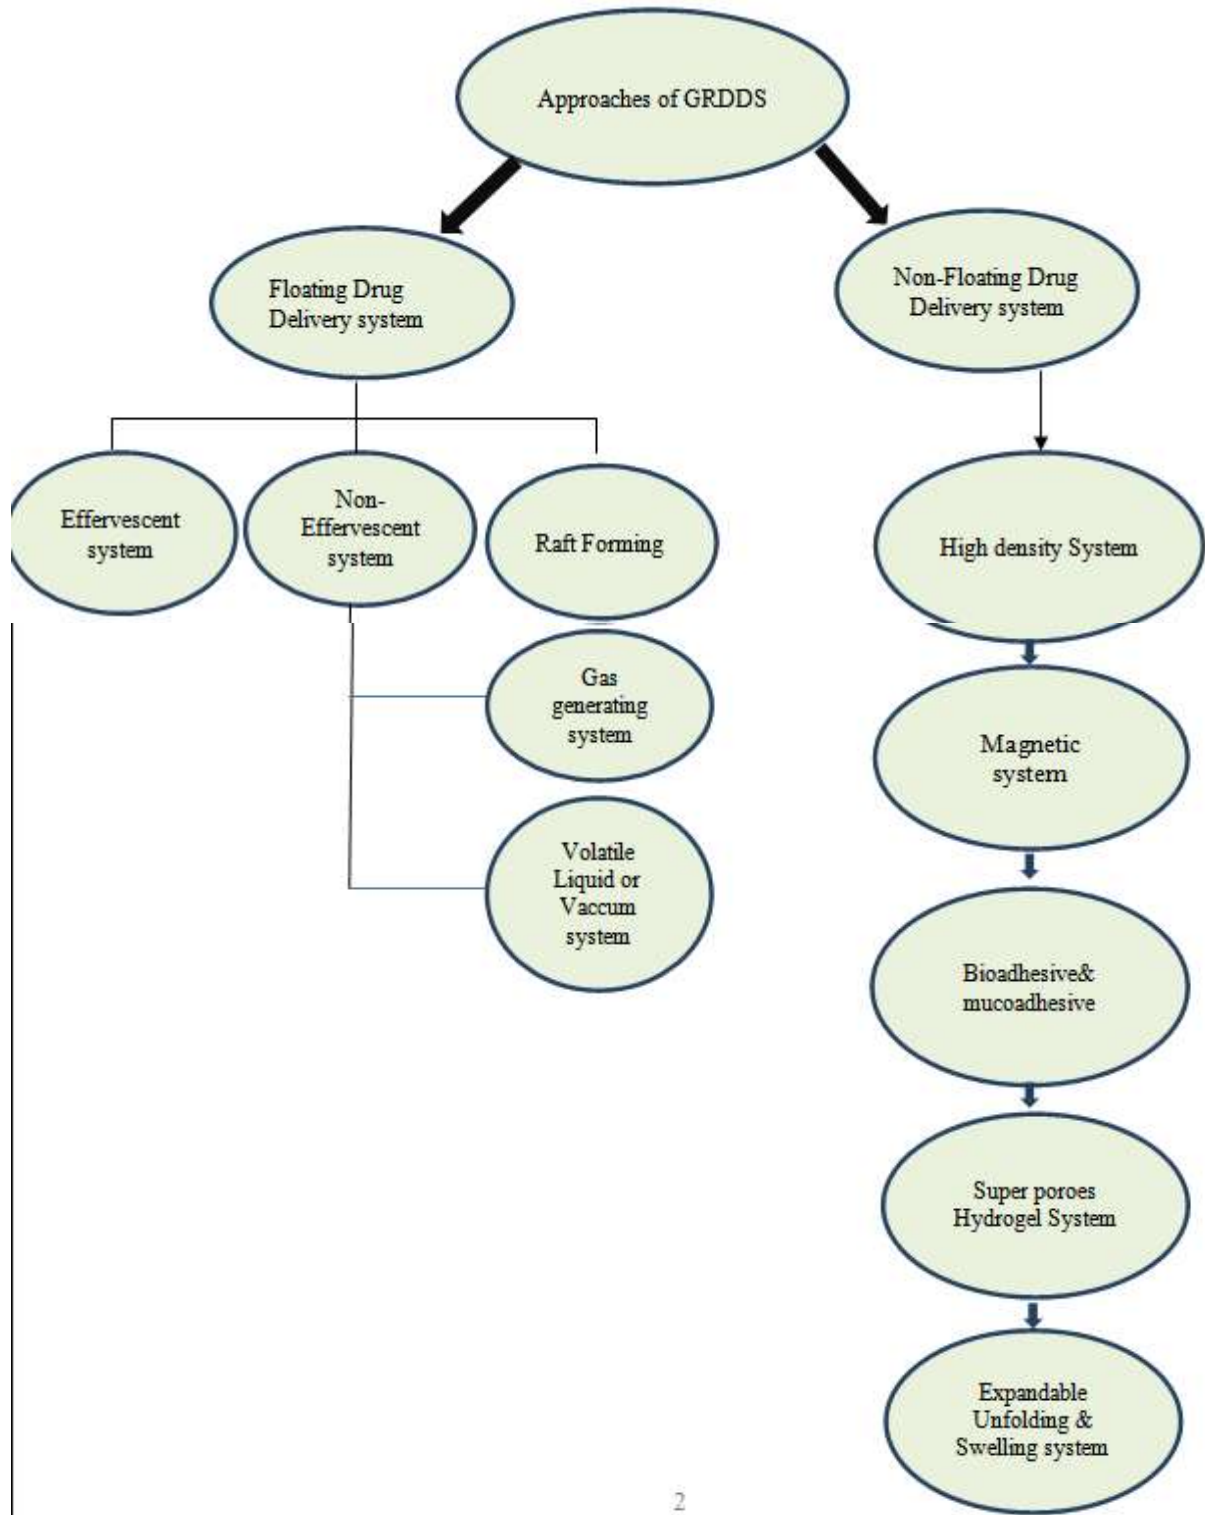 Approaches of GRDDS
Floating Drug
Delivery system
Non-Floating Drug
Delivery system
Effervescent
system
Non-
Effervescent
system
Raft Forming
High density System
Gas
generating
system
Magnetic
system
Volatile
Liquid or
Vaccum
system
Bioadhesive&
mucoadhesive
Super poroes
Hydrogel System
Expandable
Unfolding &
Swelling system
2